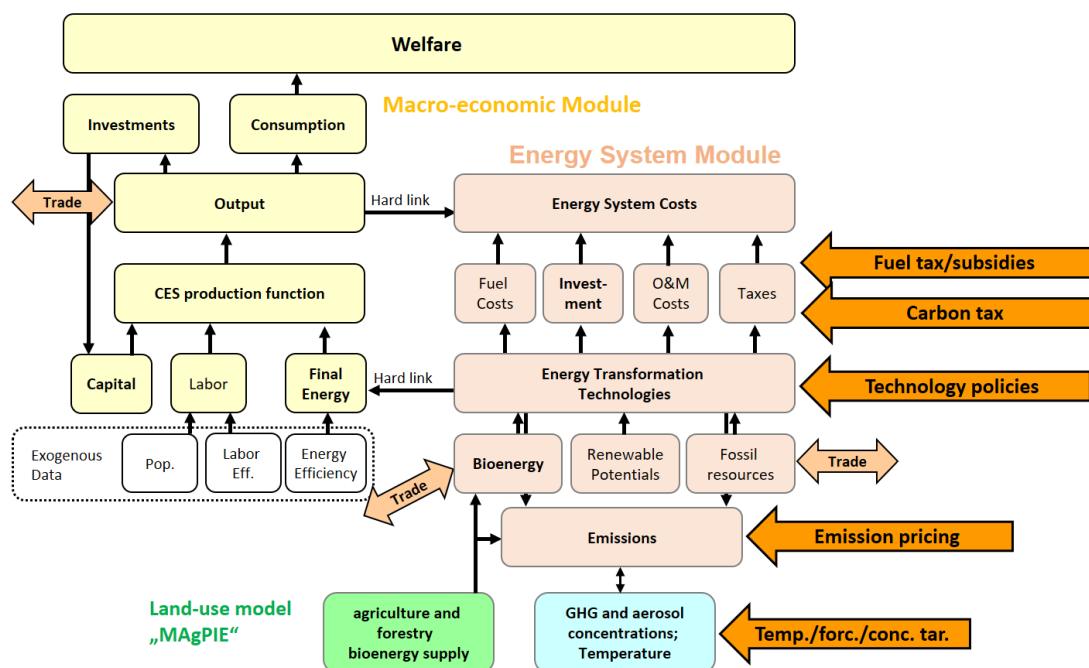 Welfare
Macro-economic Module
Investments
Consumption
Energy System Module
Trade
Output
Hard link
Energy System Costs
Fuel tax/subsidies
CES production function
Fuel
Costs
Invest-
ment
O&M
Costs
Taxes
Carbon tax
Capital
Labor
Final
Energy
Hard link
Energy Transformation
Technologies
Technology policies
Exogenous
Data
Pop.
Labor
Eff.
Energy
Efficiency
Trade
Bioenergy
Renewable
Potentials
Fossil
resources
Trade
Emissions
Emission pricing
Land-use model
„MAgPIE“
agriculture and
forestry
bioenergy supply
GHG and aerosol
concentrations;
Temperature
Temp./forc./conc. tar.